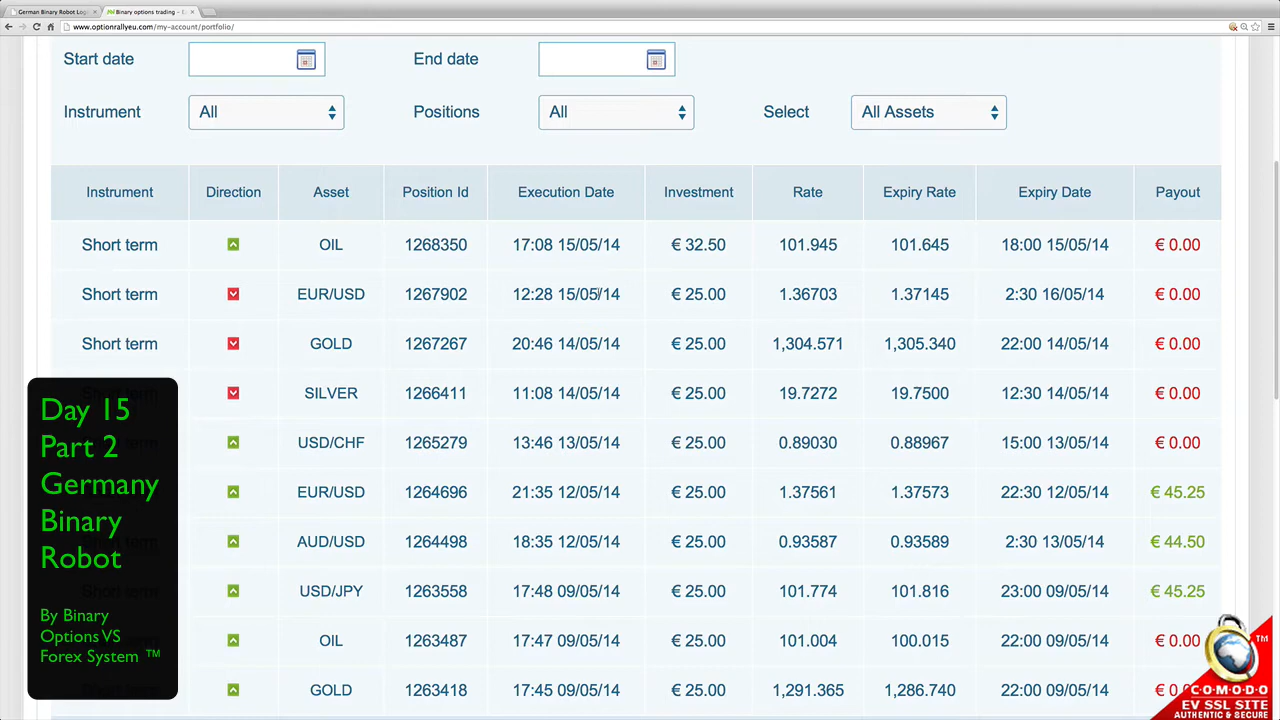 German Binary Robot Log
Binary options trading -
www.optionrallyeu.com/my-account/portfolio/
Start date
End date
Instrument All Positions All Select All Assets
Instrument Direction Asset Position Id Execution Date Investment Rate Expiry Rate Expiry Date Payout
Short term OIL 1268350 17:08 15/05/14 € 32.50 101.945 101.645 18:00 15/05/14 € 0.00
Short term EUR/USD 1267902 12:28 15/05/14 € 25.00 1.36703 1.37145 2:30 16/05/14 € 0.00
Short term GOLD 1267267 20:46 14/05/14 € 25.00 1,304.571 1,305.340 22:00 14/05/14 € 0.00
SILVER 1266411 11:08 14/05/14 € 25.00 19.7272 19.7500 12:30 14/05/14 € 0.00
USD/CHF 1265279 13:46 13/05/14 € 25.00 0.89030 0.88967 15:00 13/05/14 € 0.00
EUR/USD 1264696 21:35 12/05/14 € 25.00 1.37561 1.37573 22:30 12/05/14 € 45.25
AUD/USD 1264498 18:35 12/05/14 € 25.00 0.93587 0.93589 2:30 13/05/14 € 44.50
USD/JPY 1263558 17:48 09/05/14 € 25.00 101.774 101.816 23:00 09/05/14 € 45.25
OIL 1263487 17:47 09/05/14 € 25.00 101.004 100.015 22:00 09/05/14 € 0.00
GOLD 1263418 17:45 09/05/14 € 25.00 1,291.365 1,286.740 22:00 09/05/14 € 0
Day 15
Part 2
Germany
Binary
Robot
By Binary
Options VS
Forex System ™
TM
COMODO
EV SSL SITE
AUTHENTIC & SECURE